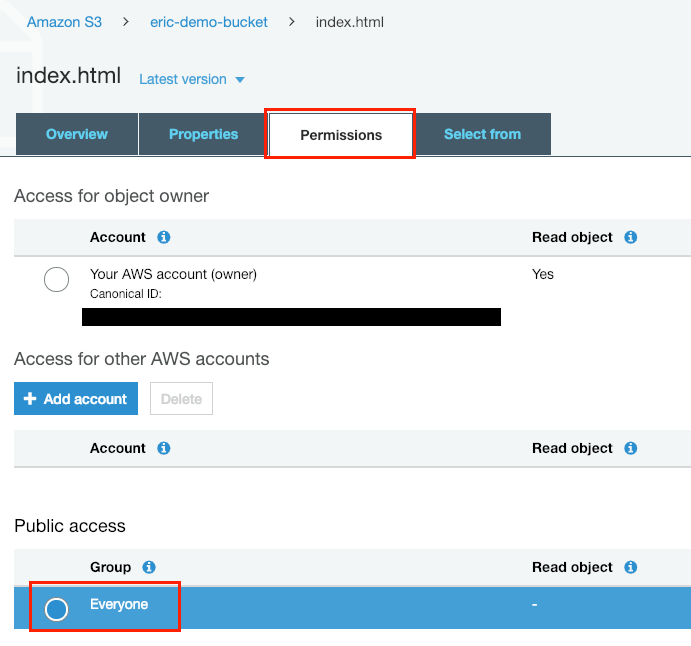 Amazon S3 > eric-demo-bucket > index.html
index.html Latest version
Overview Properties Permissions Select from
Access for object owner
Account Read object
Your AWS account (owner) Yes
Canonical ID:
Access for other AWS accounts
+ Add account Delete
Account Read object
Public access
Group Read object
Everyone -